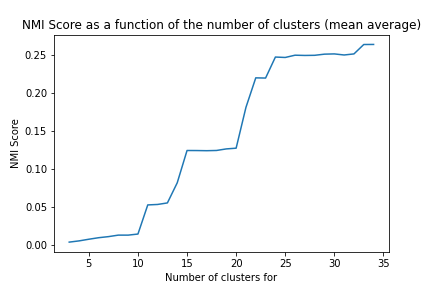 NMI Score as a function of the number of clusters (mean average)
0.25
0.20
0.15
0.10
0.05
0.00
NMI Score
5 10 15 20 25 30 35
Number of clusters for